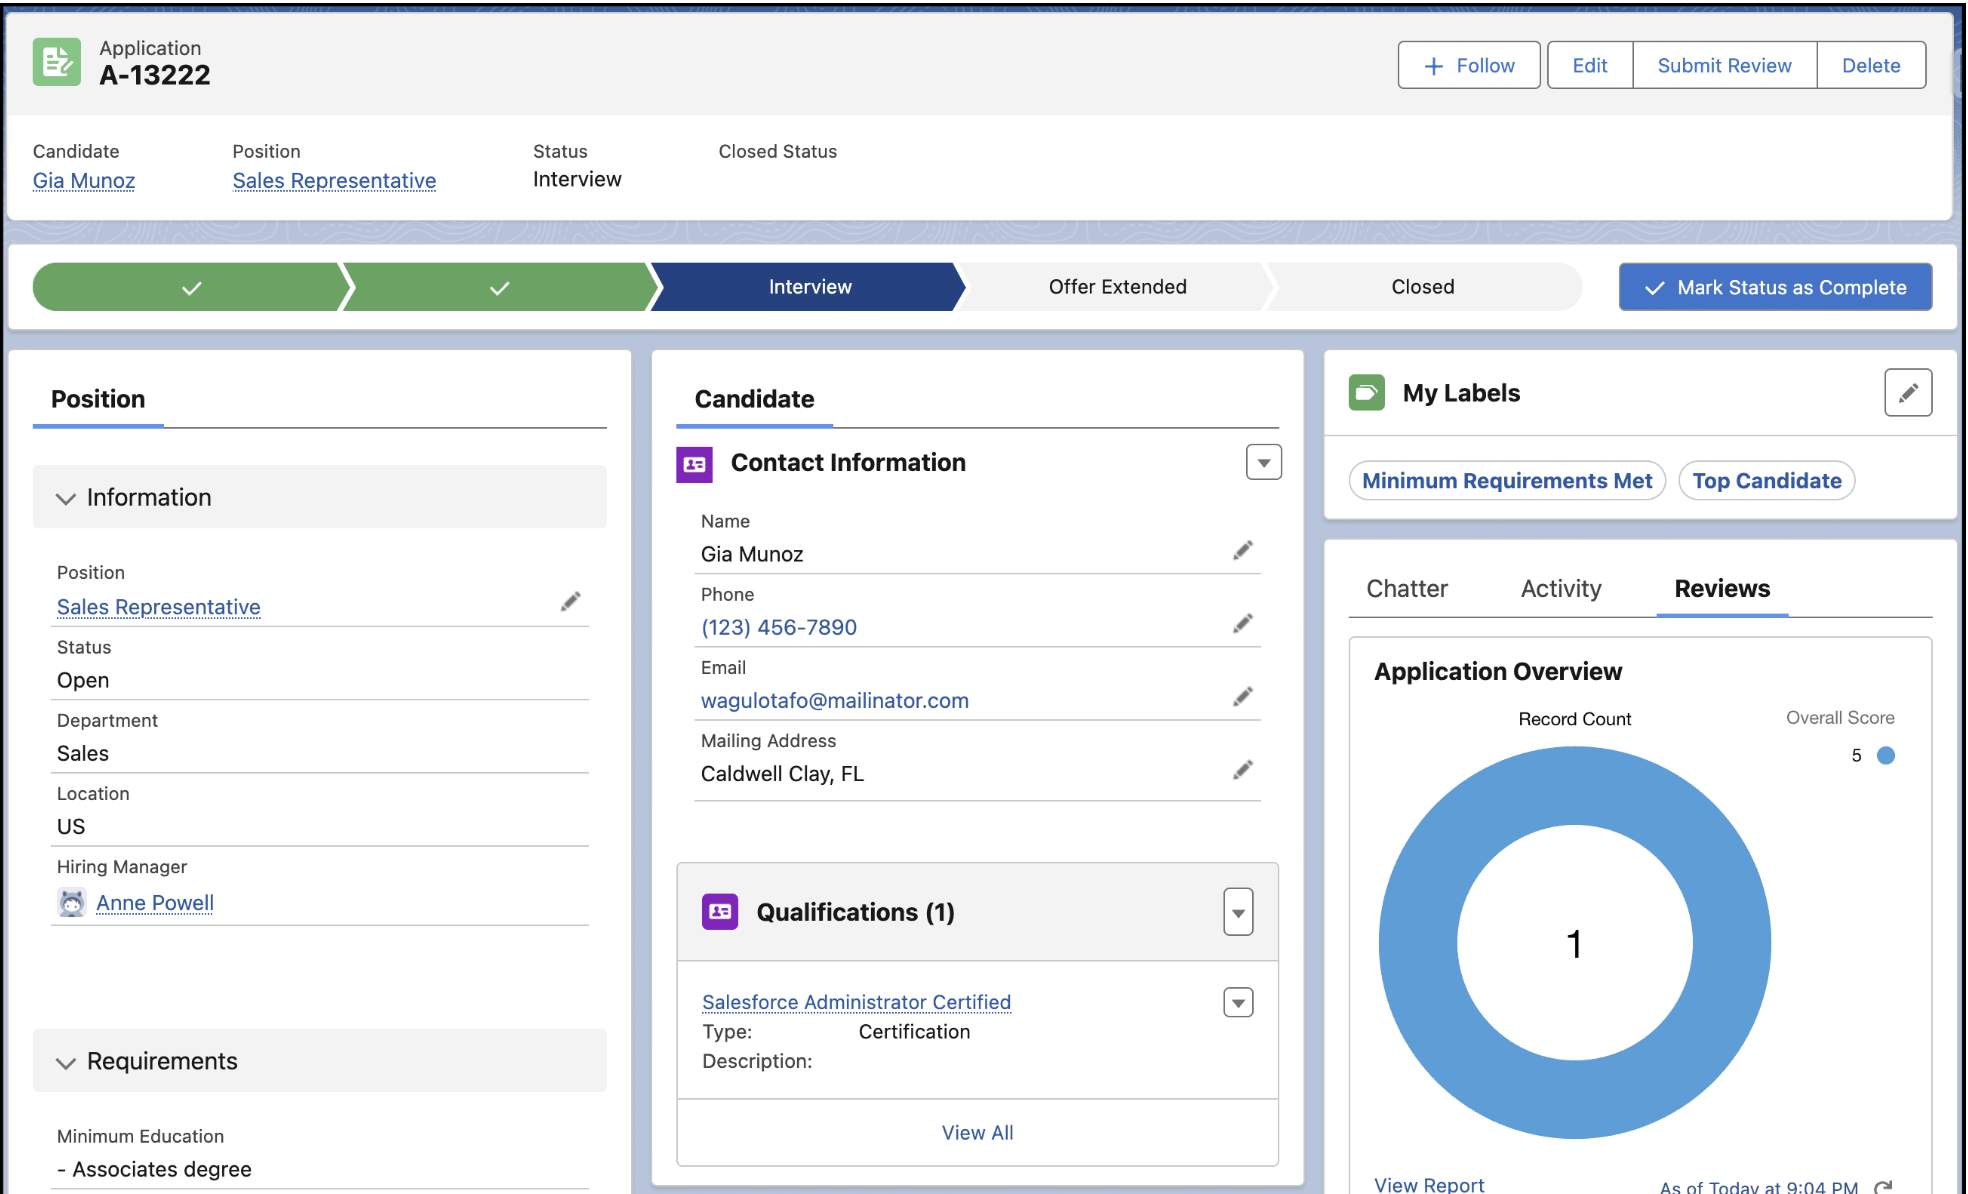 Application
A-13222
Follow
Edit
Submit Review
Delete
Candidate
Gia Munoz
Position
Sales Representative
Status
Interview
Closed Status
Interview
Offer Extended
Closed
Mark Status as Complete
Position
Information
Position
Sales Representative
Status
Open
Department
Sales
Location
US
Hiring Manager
Anne Powell
Requirements
Minimum Education
- Associates degree
Candidate
Contact Information
Name
Gia Munoz
Phone
(123) 456-7890
Email
wagulotafo@mailinator.com
Mailing Address
Caldwell Clay, FL
Qualifications (1)
Salesforce Administrator Certified
Type: Certification
Description:
View All
My Labels
Minimum Requirements Met
Top Candidate
Chatter
Activity
Reviews
Application Overview
Record Count
Overall Score
5
1
View Report
As of Today at 9:04 PM